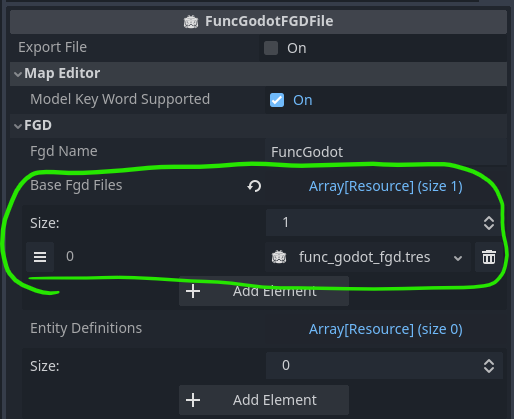 FuncGodotFGDFile
Export File On
Map Editor
Model Key Word Supported On
FGD
Fgd Name FuncGodot
Base Fgd Files Array[Resource] (size 1)
Size: 1
0 func_godot_fgd.tres
Add Element
Entity Definitions Array[Resource] (size 0)
Size: 0
Add Element